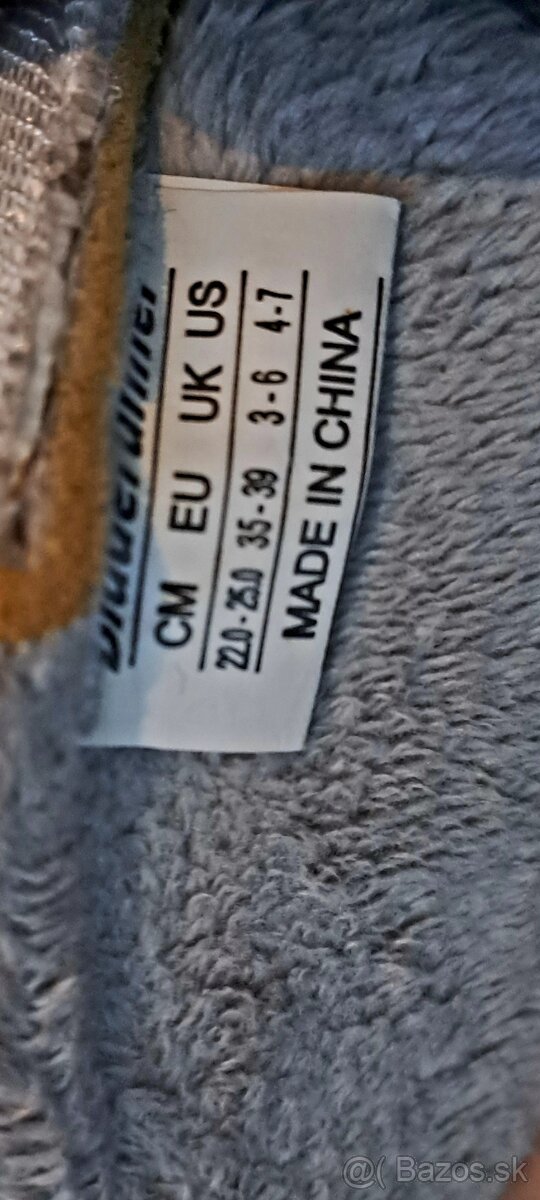 Bladerunner
CM EU UK US
22.0-25.0 35-39 3-6 4-7
MADE IN CHINA
@( Bazos.sk